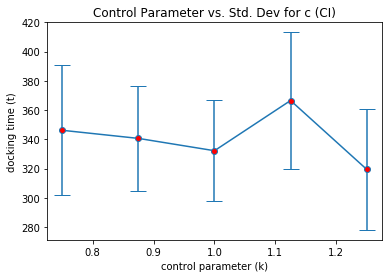 Control Parameter vs. Std. Dev for c (CI)
420
400
380
360
340
320
300
280
docking time (t)
0.8 0.9 1.0 1.1 1.2
control parameter (k)